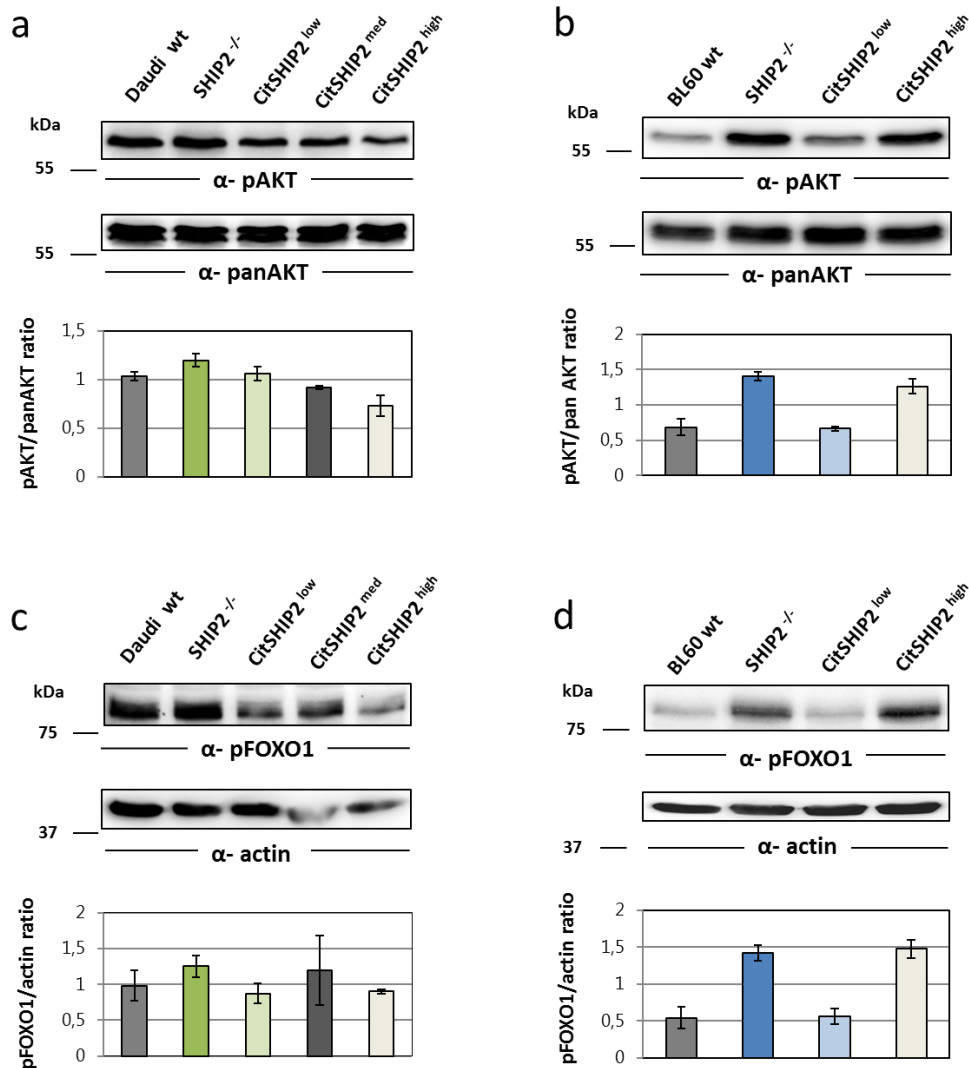 a
Daudi wt SHIP2 -/- CitSHIP2 low CitSHIP2 med CitSHIP2 high
kDa
55
α- pAKT
55
α- panAKT
pAKT/panAKT ratio
1,5
1
0,5
0
b
BL60 wt SHIP2 -/- CitSHIP2 low CitSHIP2 high
kDa
55
α- pAKT
55
α- panAKT
pAKT/pan AKT ratio
2
1,5
1
0,5
0
c
Daudi wt SHIP2 -/- CitSHIP2 low CitSHIP2 med CitSHIP2 high
kDa
75
α- pFOXO1
37
α- actin
pFOXO1/actin ratio
2
1,5
1
0,5
0
d
BL60 wt SHIP2 -/- CitSHIP2 low CitSHIP2 high
kDa
75
α- pFOXO1
37
α- actin
pFOXO1/actin ratio
2
1,5
1
0,5
0